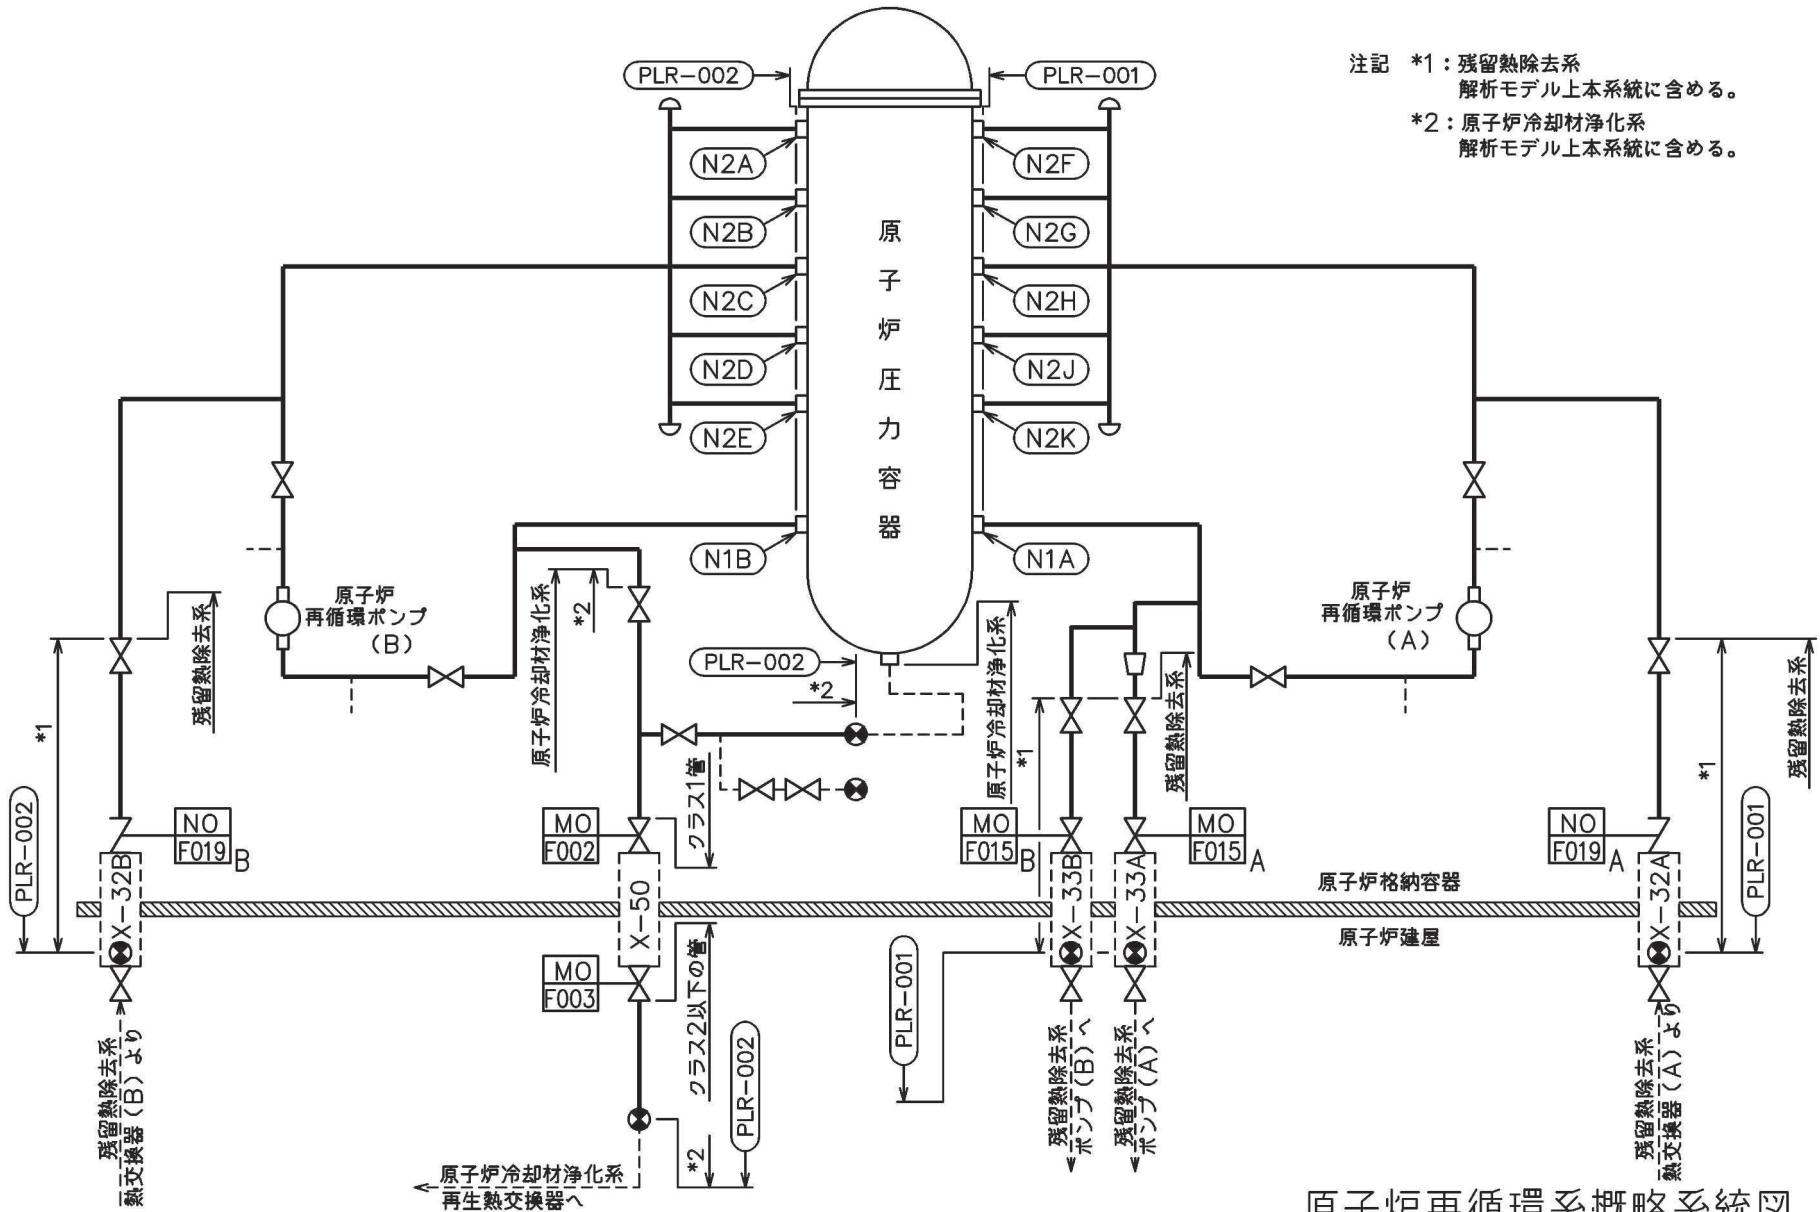 PLR-002
PLR-001
注記 *1：残留熱除去系
解析モデル上本系統に含める。
*2：原子炉冷却材浄化系
解析モデル上本系統に含める。
N2A
N2F
N2B
N2G
N2C
N2H
N2D
N2J
N2E
N2K
原子炉圧力容器
N1B
N1A
原子炉
再循環ポンプ
（B）
原子炉
再循環ポンプ
（A）
残留熱除去系
*1
原子炉冷却材浄化系
*2
PLR-002
*2
原子炉冷却材浄化系
*1
残留熱除去系
*1
残留熱除去系
PLR-002
NO
F019 B
MO
F002
クラス1管
MO
F015 B
MO
F015 A
NO
F019 A
PLR-001
X-32B
X-50
X-33B
X-33A
X-32A
原子炉格納容器
原子炉建屋
MO
F003
クラス2以下の管
*2
PLR-002
PLR-001
残留熱除去系
熱交換器（B）より
残留熱除去系
ポンプ（B）へ
残留熱除去系
ポンプ（A）へ
残留熱除去系
熱交換器（A）より
原子炉冷却材浄化系
再生熱交換器へ
原子炉再循環系概略系統図